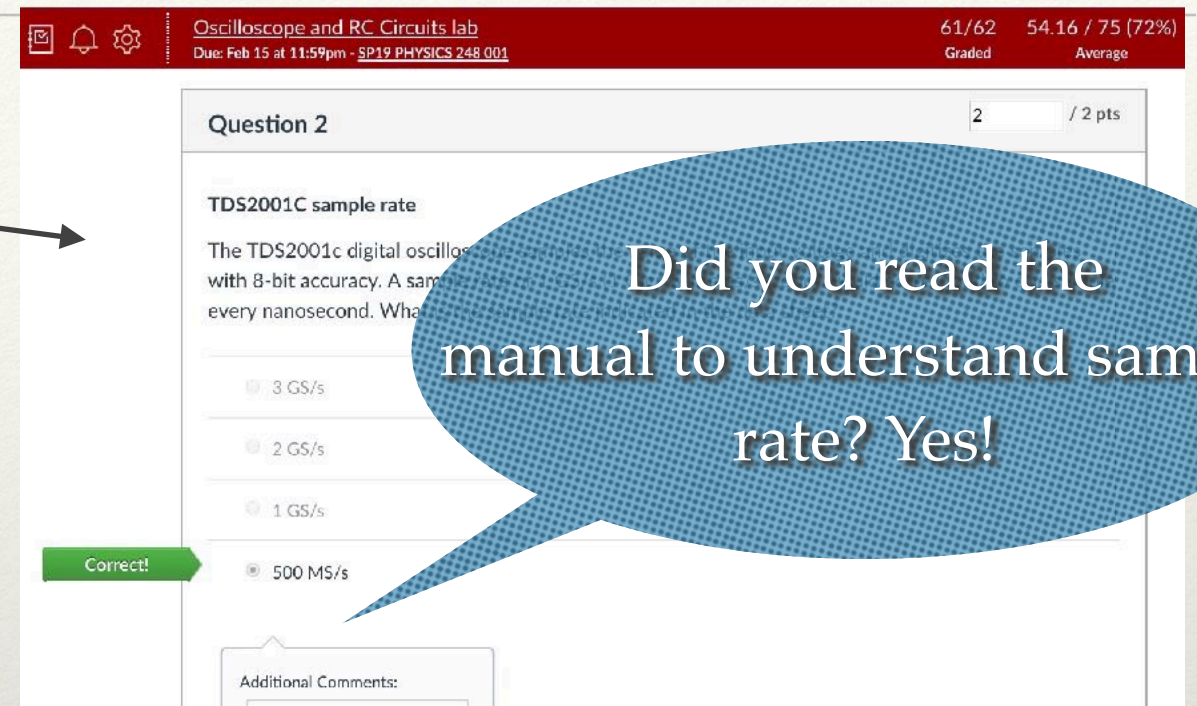 Oscilloscope and RC Circuits lab
Due: Feb 15 at 11:59pm - SP19 PHYSICS 248 001
61/62
Graded
54.16 / 75 (72%)
Average
Question 2
2 / 2 pts
TDS2001C sample rate
The TDS2001c digital
with 8-bit accuracy. A
every nanosecond.
Did you read the
manual to understand sam
rate? Yes!
3 GS/s
2 GS/s
1 GS/s
Correct!
500 MS/s
Additional Comments: